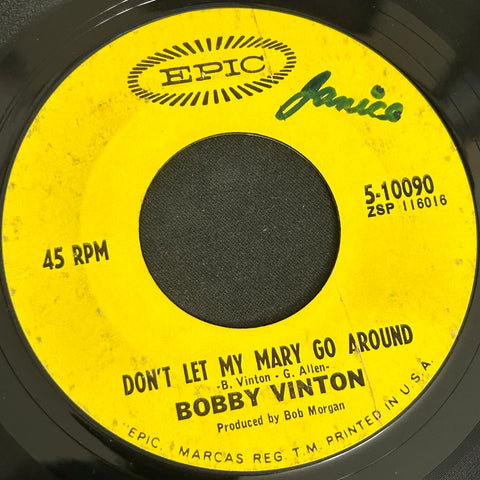 EPIC
Janice
5-10090
ZSP 116016
45 RPM
DON'T LET MY MARY GO AROUND
-B. Vinton - G. Allen-
BOBBY VINTON
Produced by Bob Morgan
"EPIC, MARCAS REG. T.M. PRINTED IN U.S.A.